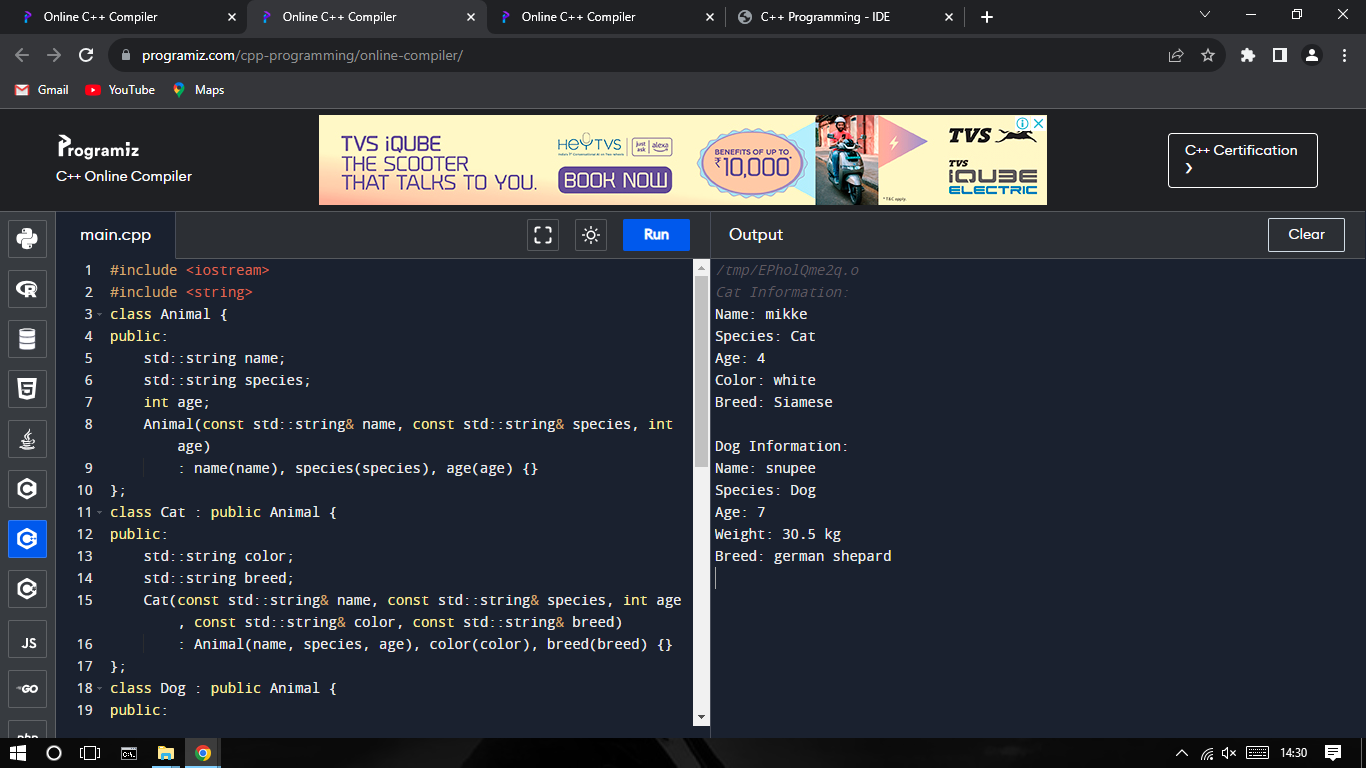 Online C++ Compiler
Online C++ Compiler
Online C++ Compiler
C++ Programming - IDE
programiz.com/cpp-programming/online-compiler/
Gmail
YouTube
Maps
Programiz
C++ Online Compiler
TVS iQUBE
THE SCOOTER
THAT TALKS TO YOU.
HEYTVS
just ask
alexa
BOOK NOW
BENEFITS OF UP TO
₹10,000*
*T&C apply.
TVS
TVS
iQUBE
ELECTRIC
C++ Certification
❯
main.cpp
Run
Output
Clear
1 #include <iostream>
2 #include <string>
3 class Animal {
4 public:
5 std::string name;
6 std::string species;
7 int age;
8 Animal(const std::string& name, const std::string& species, int
age)
9 : name(name), species(species), age(age) {}
10 };
11 class Cat : public Animal {
12 public:
13 std::string color;
14 std::string breed;
15 Cat(const std::string& name, const std::string& species, int age
, const std::string& color, const std::string& breed)
16 : Animal(name, species, age), color(color), breed(breed) {}
17 };
18 class Dog : public Animal {
19 public:
/tmp/EPholQme2q.o
Cat Information:
Name: mikke
Species: Cat
Age: 4
Color: white
Breed: Siamese
Dog Information:
Name: snupee
Species: Dog
Age: 7
Weight: 30.5 kg
Breed: german shepard
JS
GO
php
14:30